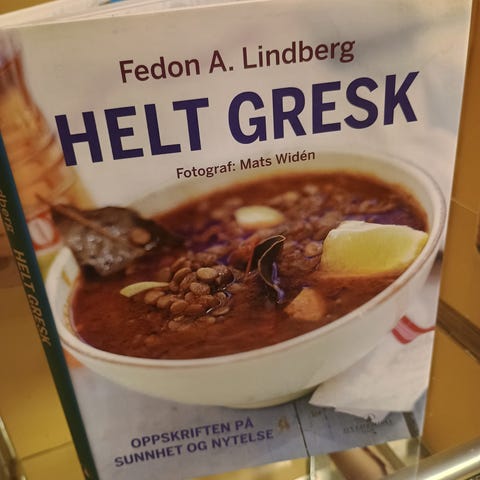 Fedon A. Lindberg
HELT GRESK
Fotograf: Mats Widén
OPPSKRIFTEN PÅ
SUNNHET OG NYTELSE
HELT GRESK